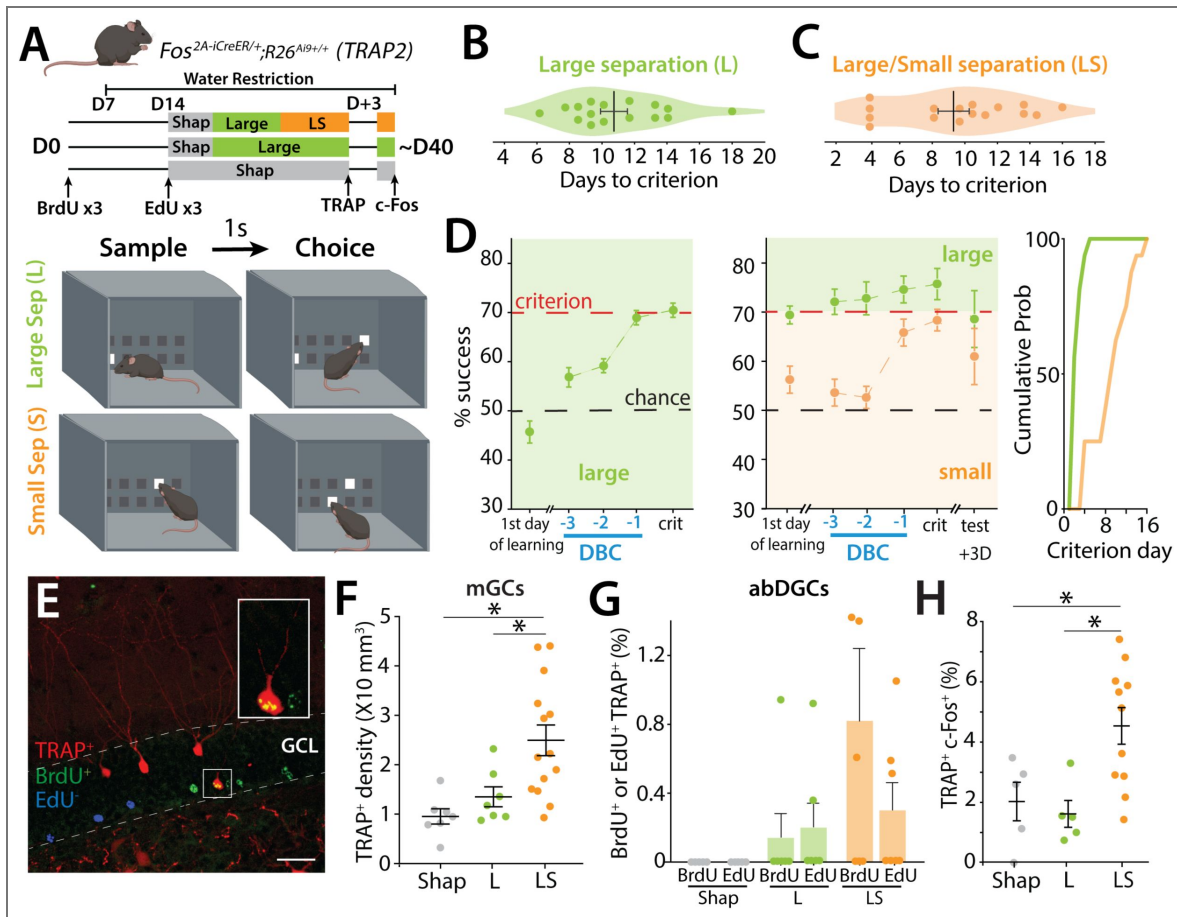 A
Fos2A-iCreER/+;R26Ai9+/+ (TRAP2)
Water Restriction
D7 D14 D+3
Shap Large LS
D0 Shap Large ~D40
Shap
BrdU x3 EdU x3 TRAP c-Fos
Sample 1s Choice
Large Sep (L)
Small Sep (S)
B
Large separation (L)
4 6 8 10 12 14 16 18 20
Days to criterion
C
Large/Small separation (LS)
2 4 6 8 10 12 14 16 18
Days to criterion
D
% success
90
80
70
60
50
40
30
criterion
chance
large
1st day of learning
-3 -2 -1 crit
DBC
90
80
70
60
50
40
30
large
small
1st day of learning
-3 -2 -1 crit test
DBC +3D
Cumulative Prob
100
50
0
0 8 16
Criterion day
E
GCL
TRAP+
BrdU+
EdU-
F
mGCs
* *
TRAP+ density (X10 mm3)
5
4
3
2
1
0
Shap L LS
G
abDGCs
BrdU+ or EdU+ TRAP+ (%)
1.2
0.8
0.4
0
BrdU EdU BrdU EdU BrdU EdU
Shap L LS
H
* *
TRAP+ c-Fos+ (%)
8
6
4
2
0
Shap L LS